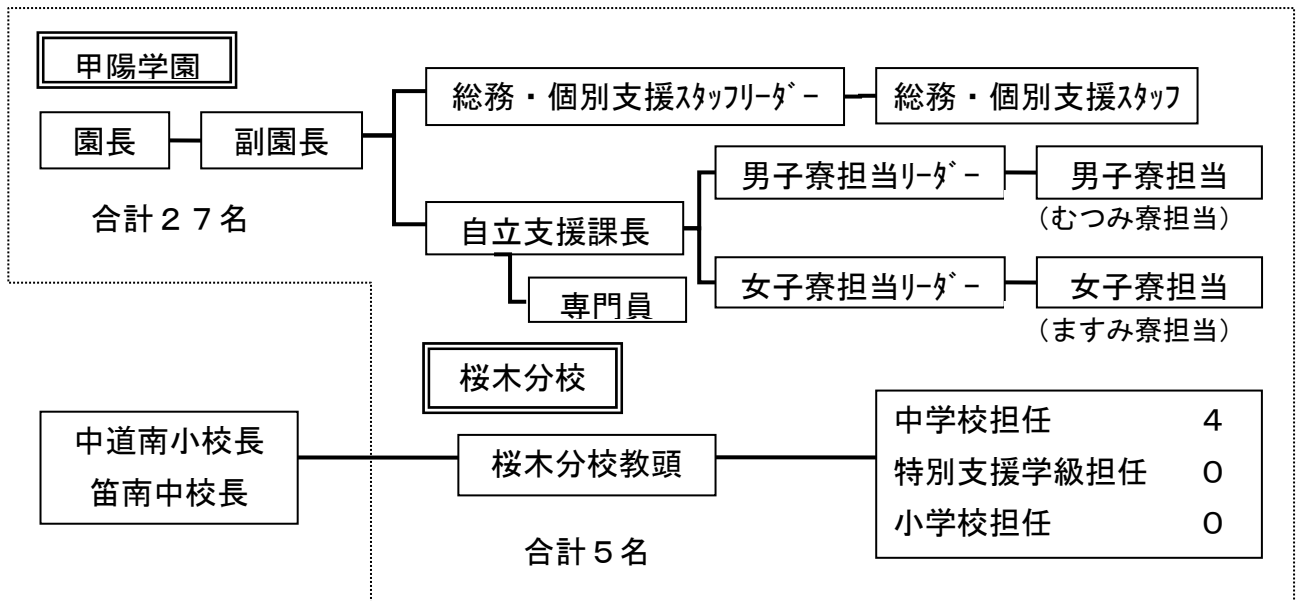 甲陽学園
総務・個別支援ｽﾀｯﾌﾘｰﾀﾞｰ
総務・個別支援ｽﾀｯﾌ
園長
副園長
男子寮担当ﾘｰﾀﾞｰ
男子寮担当
(むつみ寮担当)
合計２７名
自立支援課長
女子寮担当ﾘｰﾀﾞｰ
女子寮担当
(ますみ寮担当)
専門員
桜木分校
中道南小校長
笛南中校長
桜木分校教頭
中学校担任　４
特別支援学級担任　０
小学校担任　０
合計５名